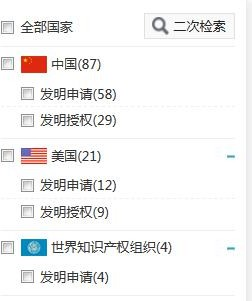 全部国家 二次检索
中国(87)
发明申请(58)
发明授权(29)
美国(21)
发明申请(12)
发明授权(9)
世界知识产权组织(4)
发明申请(4)